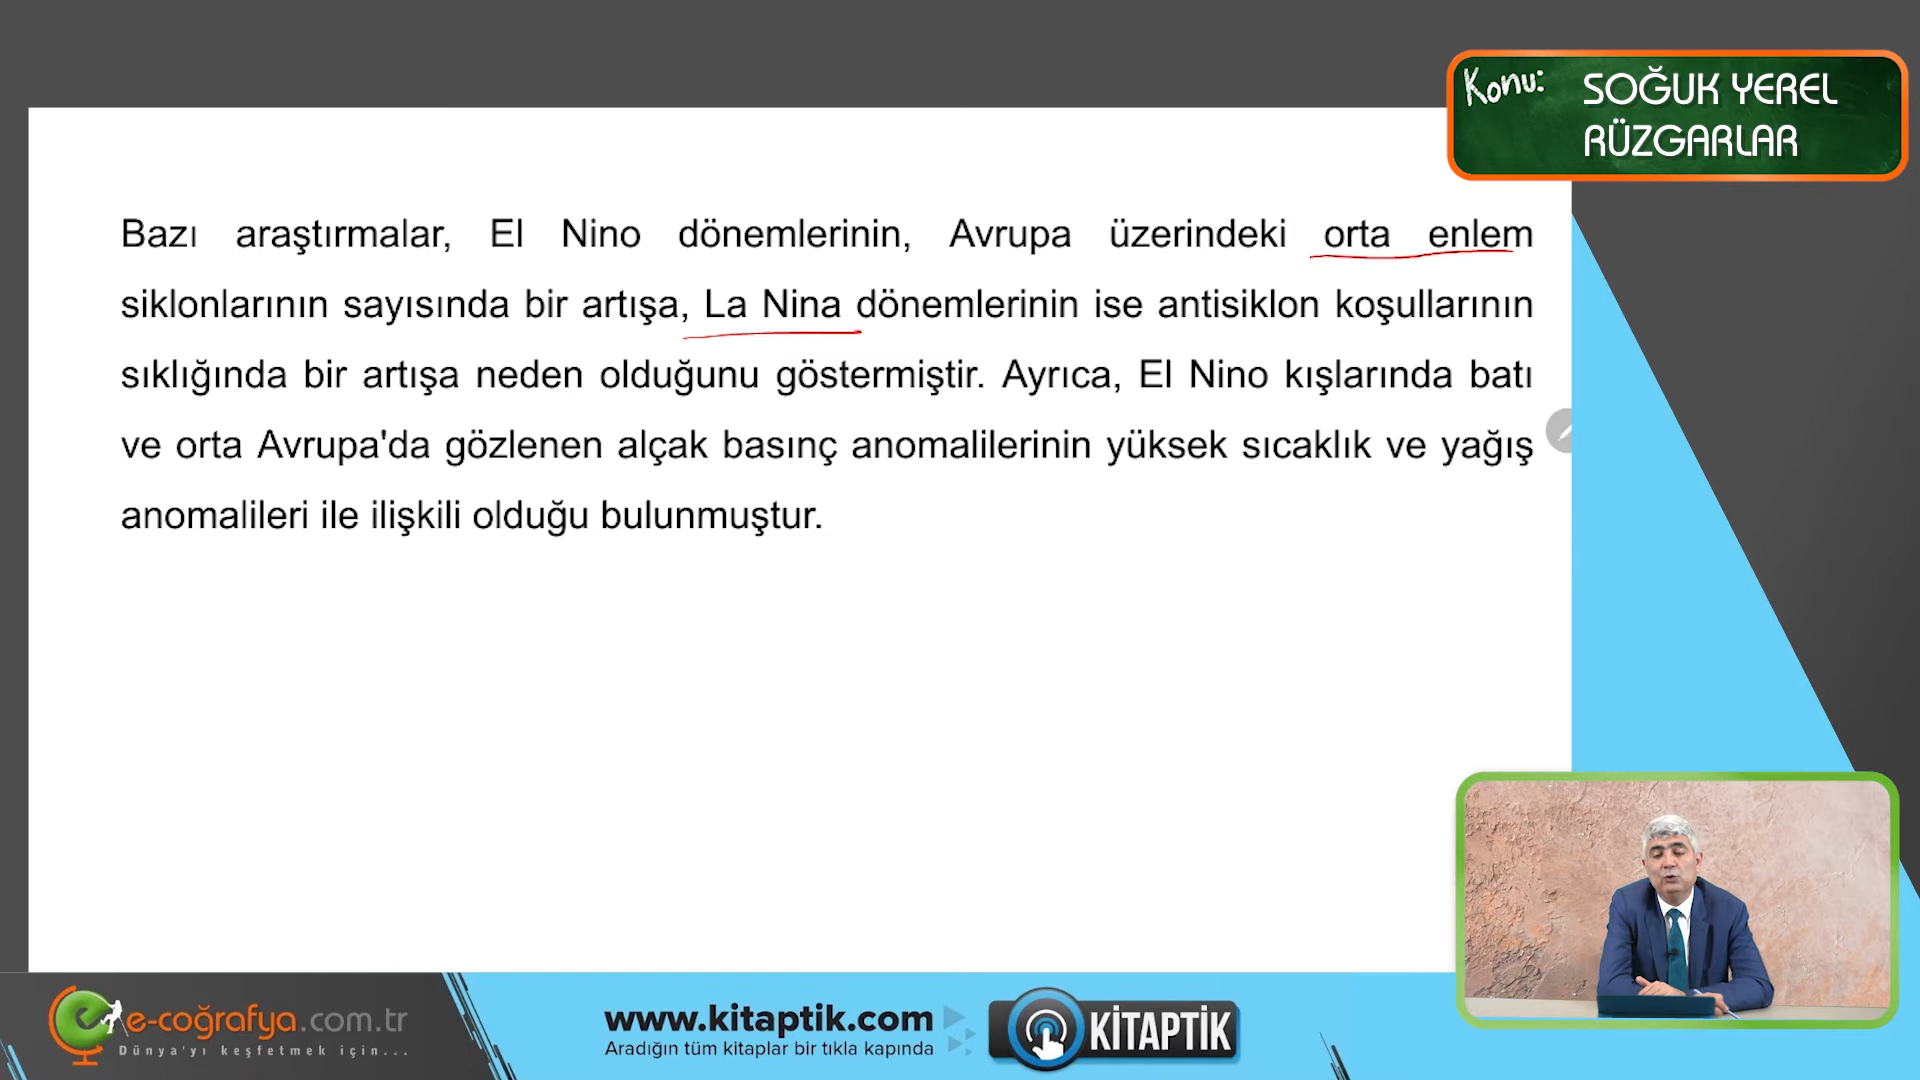 Konu: SOĞUK YEREL
RÜZGARLAR
Bazı araştırmalar, El Nino dönemlerinin, Avrupa üzerindeki orta enlem
siklonlarının sayısında bir artışa, La Nina dönemlerinin ise antisiklon koşullarının
sıklığında bir artışa neden olduğunu göstermiştir. Ayrıca, El Nino kışlarında batı
ve orta Avrupa'da gözlenen alçak basınç anomalilerinin yüksek sıcaklık ve yağış
anomalileri ile ilişkili olduğu bulunmuştur.
e-coğrafya.com.tr
Dünya'yı keşfetmek için...
www.kitaptik.com
Aradığın tüm kitaplar bir tıkla kapında
KİTAPTIK